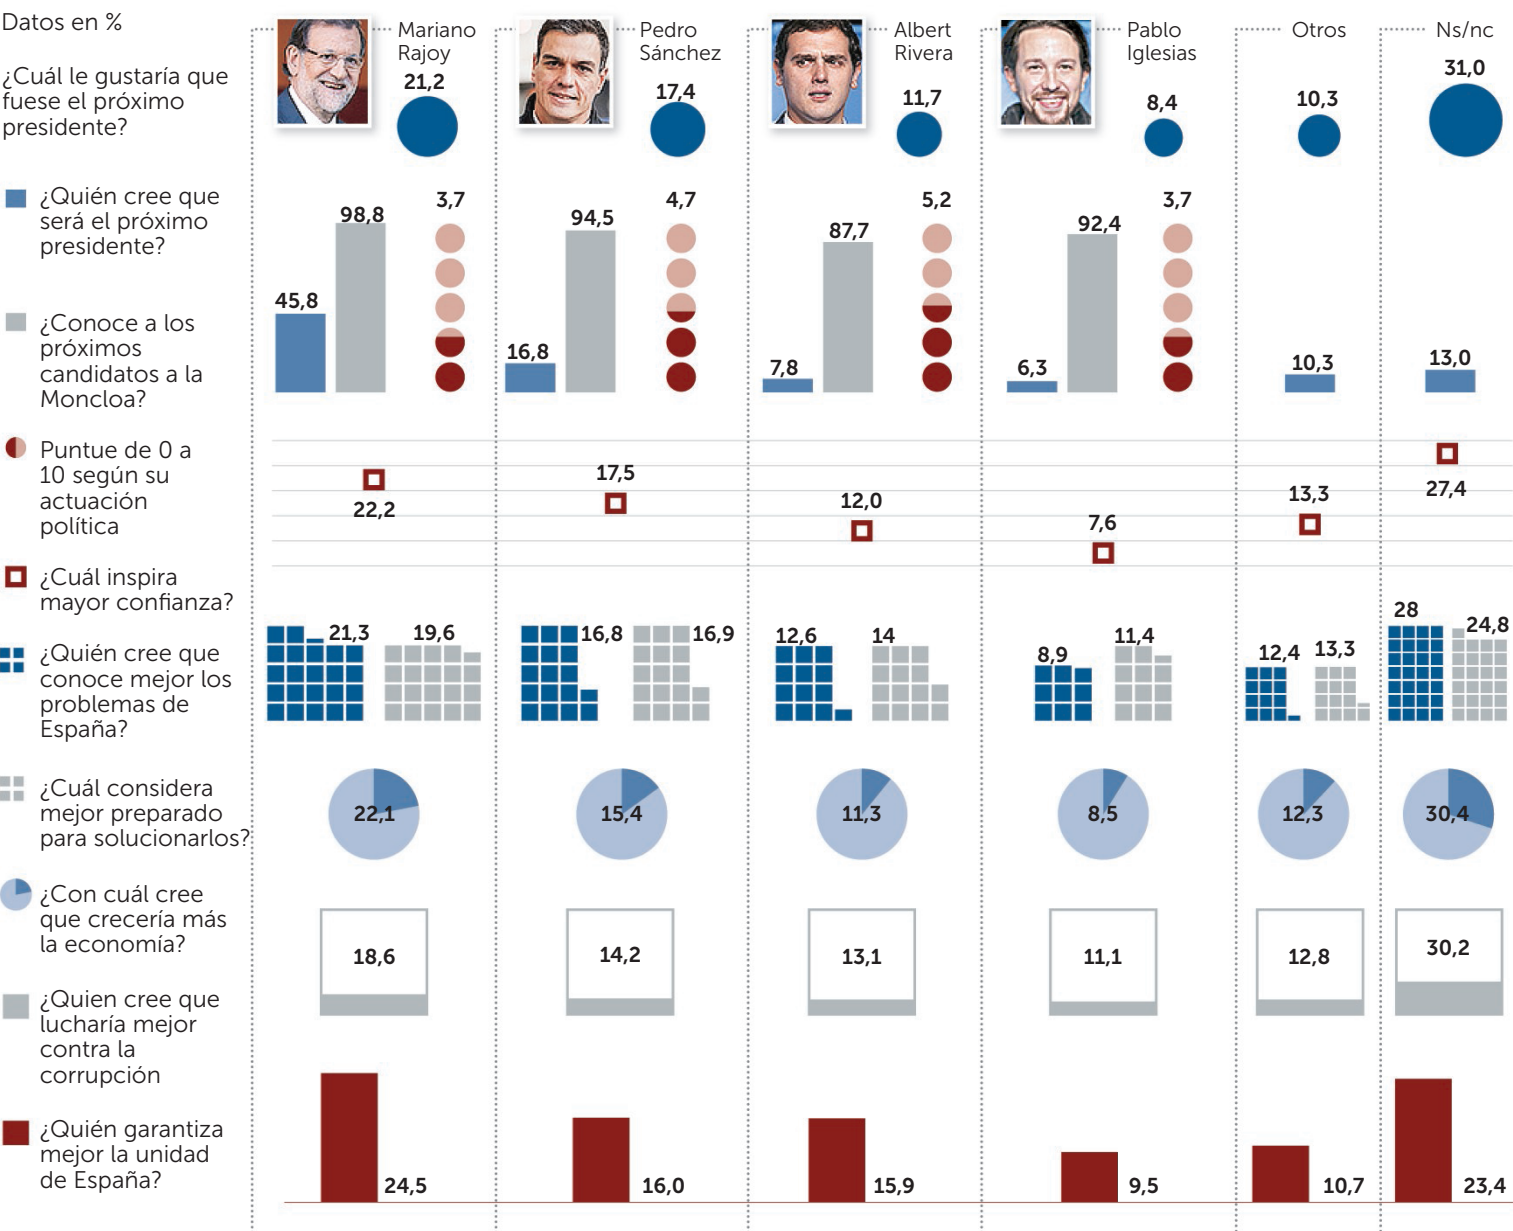 Datos en %
Mariano
Rajoy
Pedro
Sánchez
Albert
Rivera
Pablo
Iglesias
Otros
Ns/nc
¿Cuál le gustaría que
fuese el próximo
presidente?
21,2
17,4
11,7
8,4
10,3
31,0
¿Quién cree que
será el próximo
presidente?
45,8
16,8
7,8
6,3
10,3
13,0
¿Conoce a los
próximos
candidatos a la
Moncloa?
98,8
94,5
87,7
92,4
Puntue de 0 a
10 según su
actuación
política
3,7
4,7
5,2
3,7
¿Cuál inspira
mayor confianza?
22,2
17,5
12,0
7,6
13,3
27,4
¿Quién cree que
conoce mejor los
problemas de
España?
21,3
16,8
12,6
8,9
12,4
28
¿Cuál considera
mejor preparado
para solucionarlos?
19,6
16,9
14
11,4
13,3
24,8
¿Con cuál cree
que crecería más
la economía?
22,1
15,4
11,3
8,5
12,3
30,4
¿Quien cree que
lucharía mejor
contra la
corrupción
18,6
14,2
13,1
11,1
12,8
30,2
¿Quién garantiza
mejor la unidad
de España?
24,5
16,0
15,9
9,5
10,7
23,4